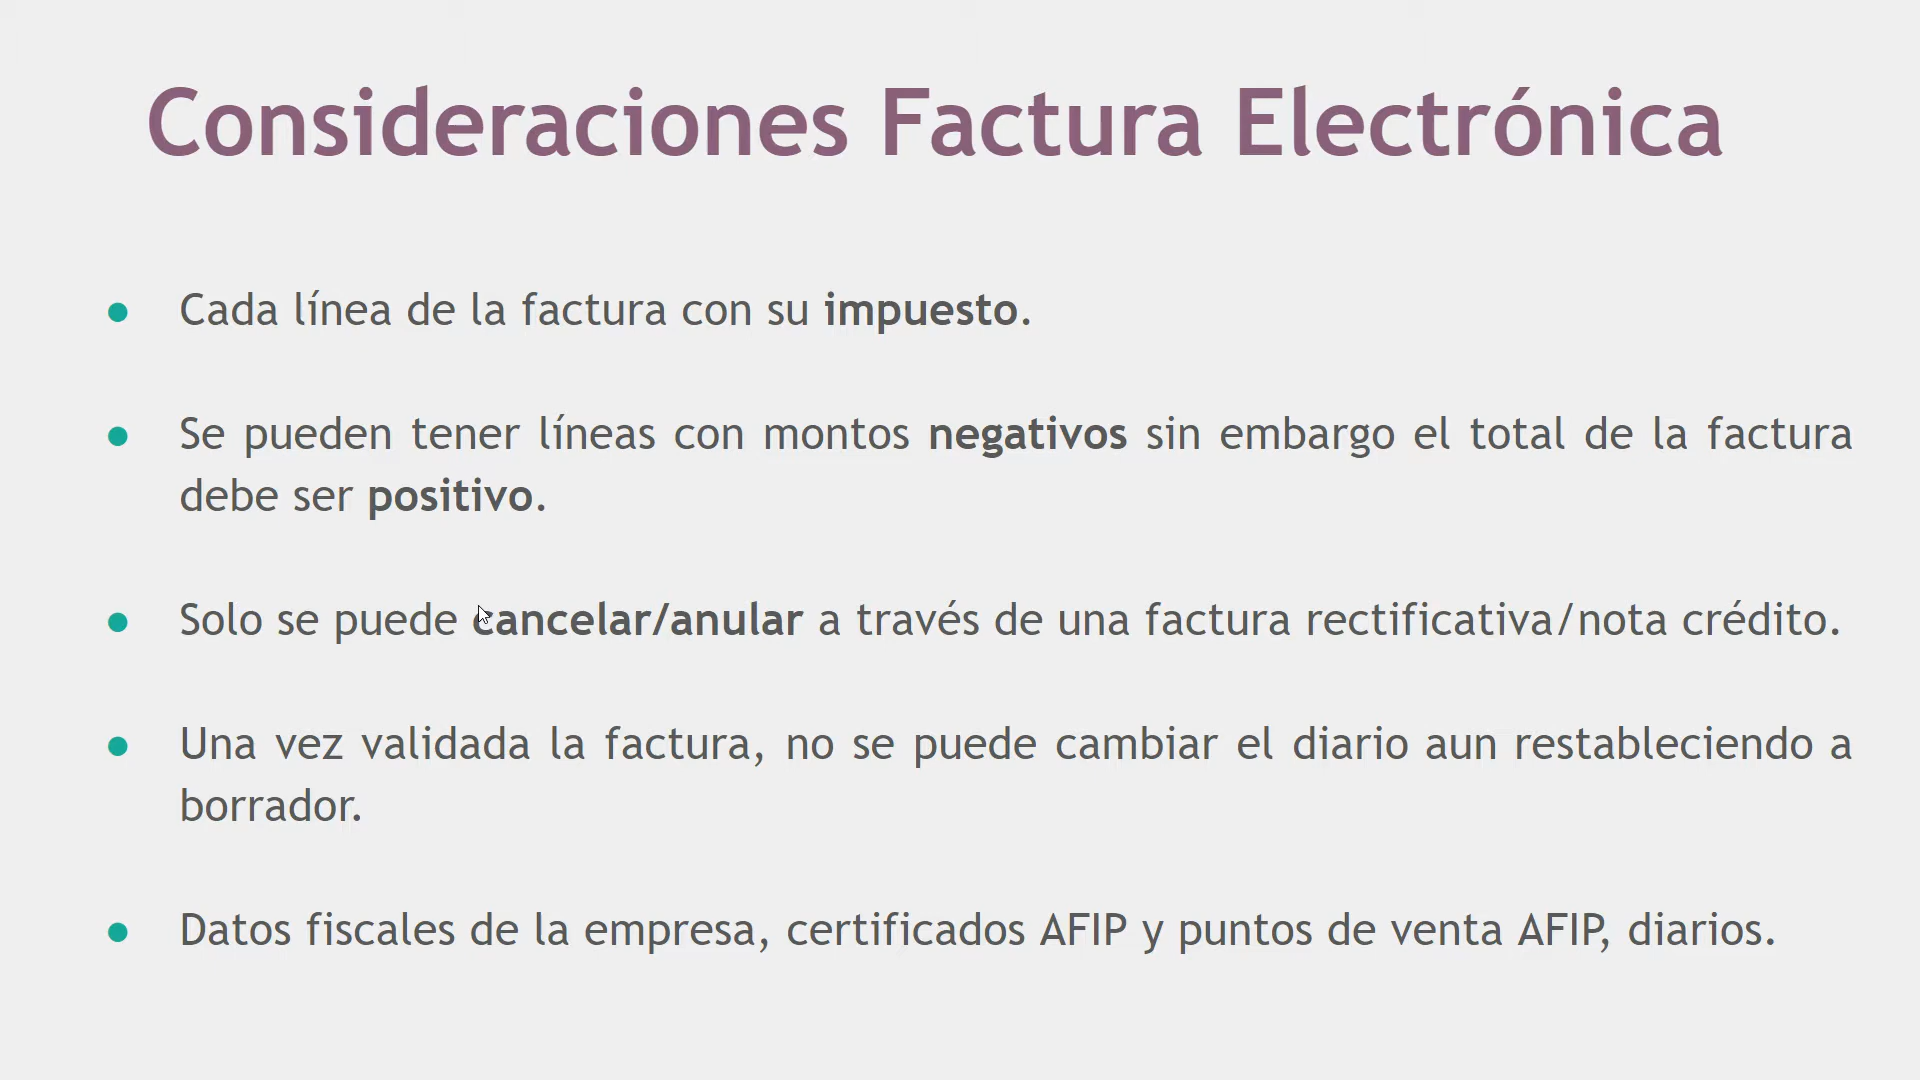 Consideraciones Factura Electrónica
● Cada línea de la factura con su impuesto.
● Se pueden tener líneas con montos negativos sin embargo el total de la factura
debe ser positivo.
● Solo se puede cancelar/anular a través de una factura rectificativa/nota crédito.
● Una vez validada la factura, no se puede cambiar el diario aun restableciendo a
borrador.
● Datos fiscales de la empresa, certificados AFIP y puntos de venta AFIP, diarios.